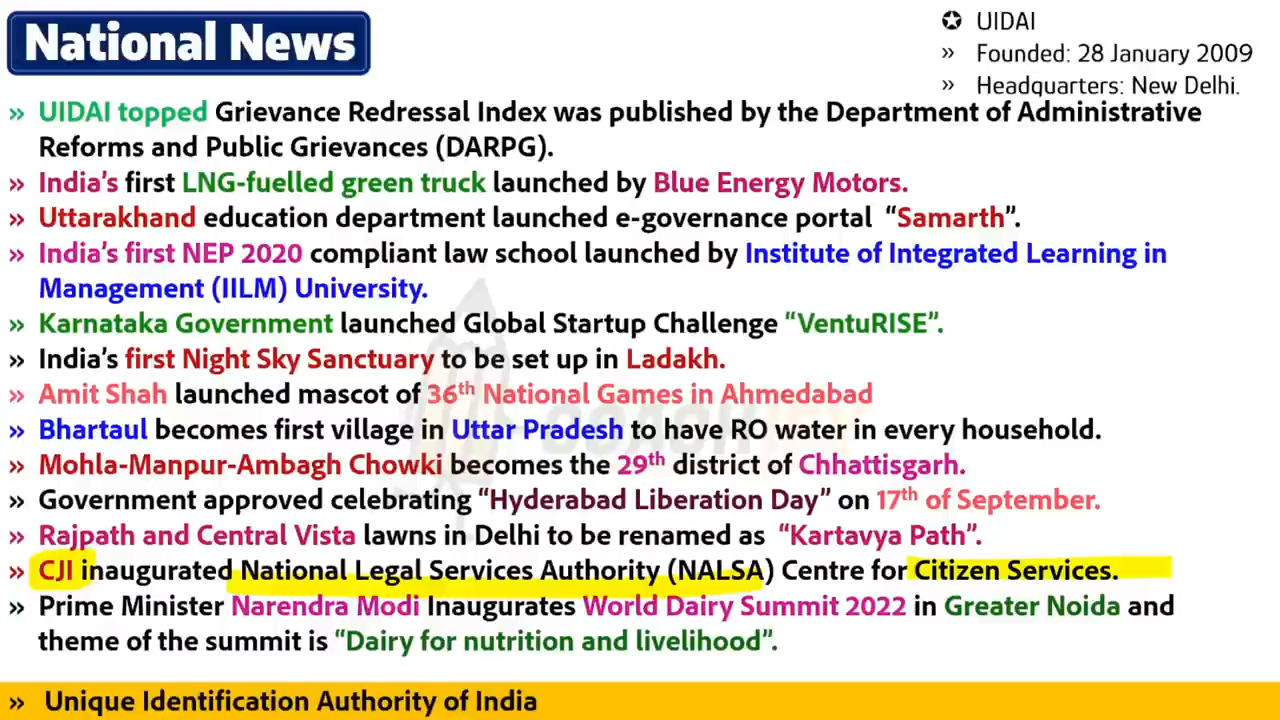 National News
✪ UIDAI
» Founded: 28 January 2009
» Headquarters: New Delhi.
» UIDAI topped Grievance Redressal Index was published by the Department of Administrative
Reforms and Public Grievances (DARPG).
» India’s first LNG-fuelled green truck launched by Blue Energy Motors.
» Uttarakhand education department launched e-governance portal “Samarth”.
» India’s first NEP 2020 compliant law school launched by Institute of Integrated Learning in
Management (IILM) University.
» Karnataka Government launched Global Startup Challenge “VentuRISE”.
» India’s first Night Sky Sanctuary to be set up in Ladakh.
» Amit Shah launched mascot of 36th National Games in Ahmedabad
» Bhartaul becomes first village in Uttar Pradesh to have RO water in every household.
» Mohla-Manpur-Ambagh Chowki becomes the 29th district of Chhattisgarh.
» Government approved celebrating “Hyderabad Liberation Day” on 17th of September.
» Rajpath and Central Vista lawns in Delhi to be renamed as “Kartavya Path”.
» CJI inaugurated National Legal Services Authority (NALSA) Centre for Citizen Services.
» Prime Minister Narendra Modi Inaugurates World Dairy Summit 2022 in Greater Noida and
theme of the summit is “Dairy for nutrition and livelihood”.
» Unique Identification Authority of India